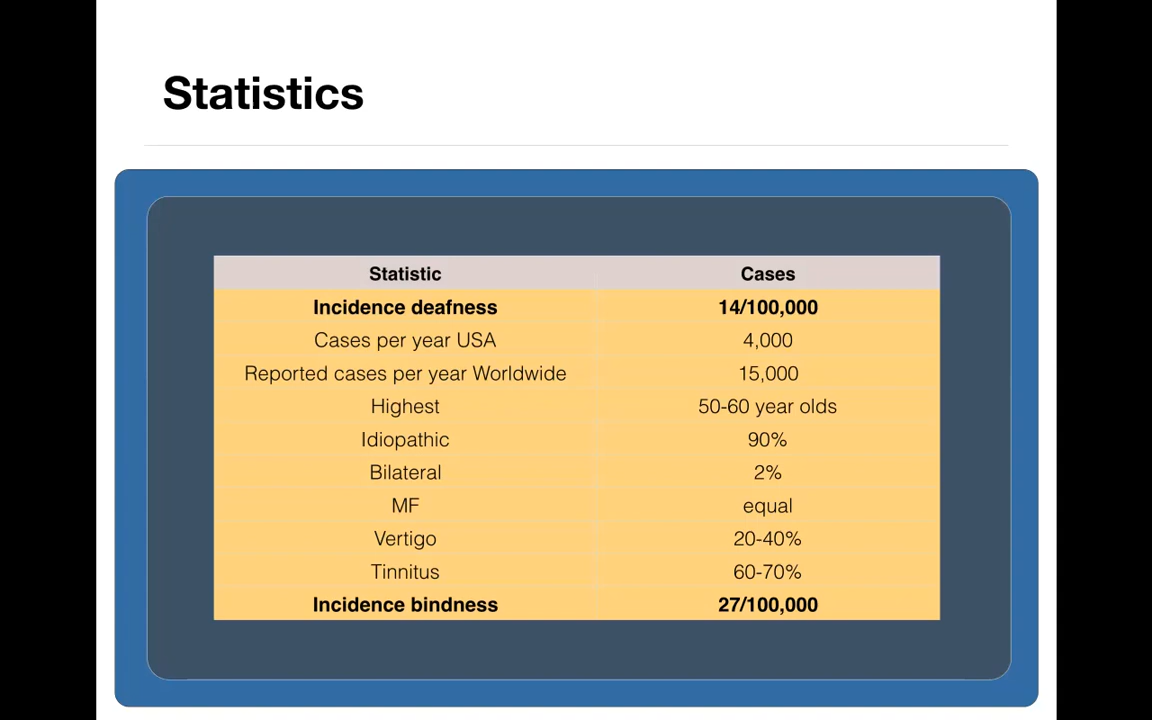 Statistics
Statistic Cases
Incidence deafness 14/100,000
Cases per year USA 4,000
Reported cases per year Worldwide 15,000
Highest 50-60 year olds
Idiopathic 90%
Bilateral 2%
MF equal
Vertigo 20-40%
Tinnitus 60-70%
Incidence bindness 27/100,000